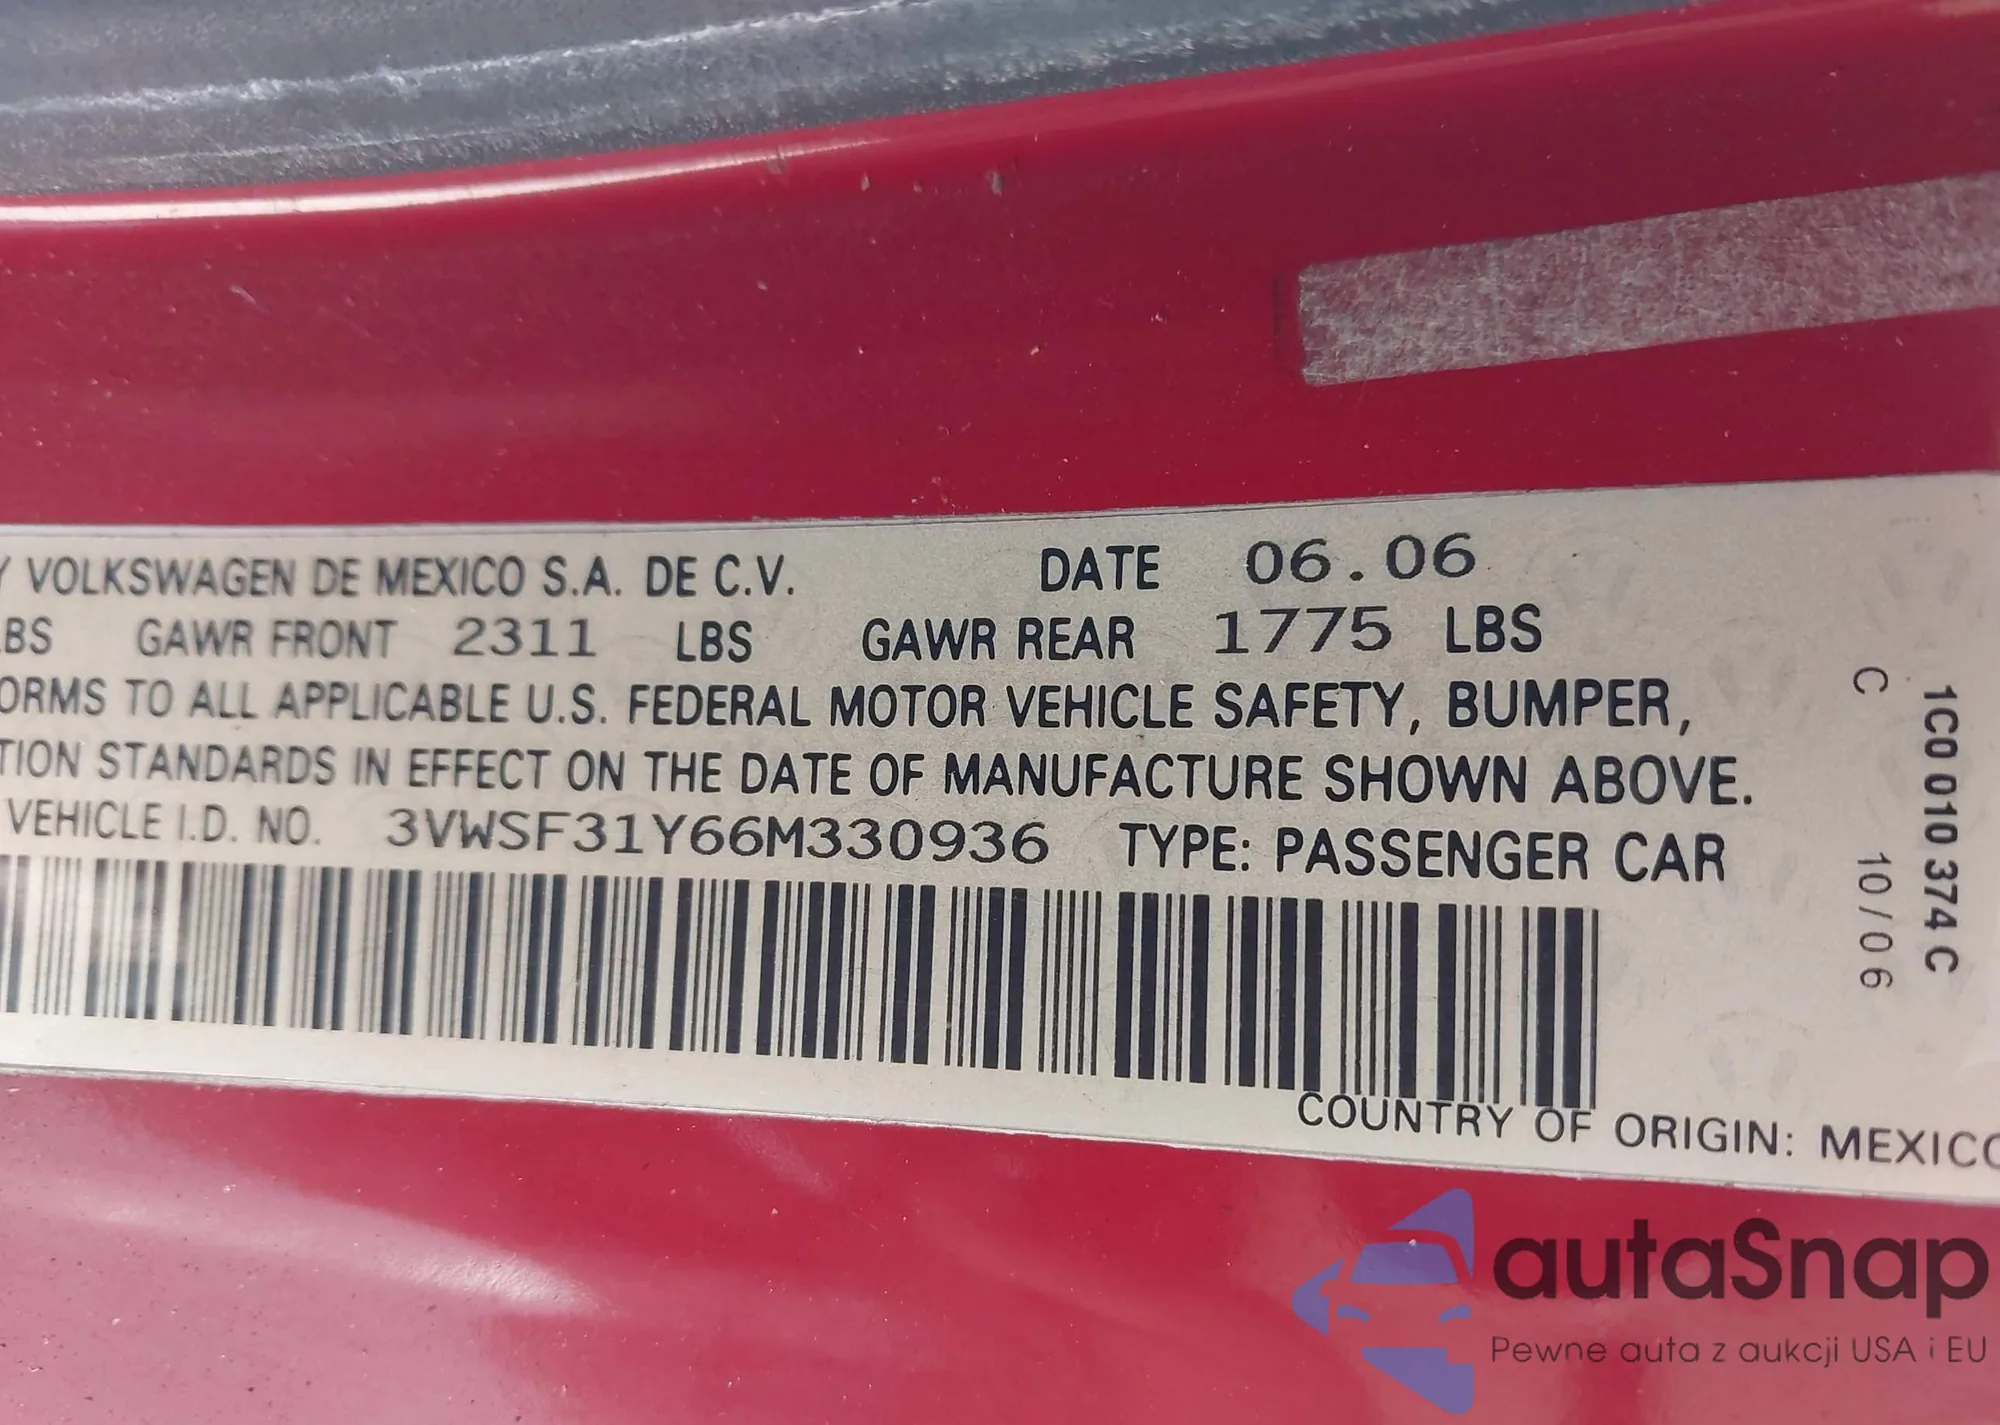 Y VOLKSWAGEN DE MEXICO S.A. DE C.V. DATE 06.06
LBS GAWR FRONT 2311 LBS GAWR REAR 1775 LBS
ORMS TO ALL APPLICABLE U.S. FEDERAL MOTOR VEHICLE SAFETY, BUMPER,
TION STANDARDS IN EFFECT ON THE DATE OF MANUFACTURE SHOWN ABOVE.
VEHICLE I.D. NO. 3VWSF31Y66M330936 TYPE: PASSENGER CAR
COUNTRY OF ORIGIN: MEXICO
C 10/06
1C0 010 374 C
autaSnap
Pewne auta z aukcji USA i EU